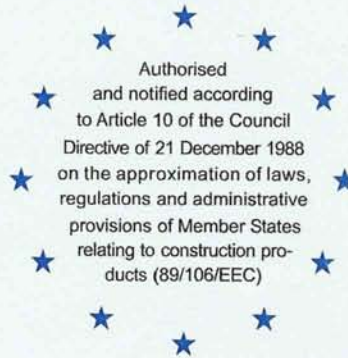 Authorised
and notified according
to Article 10 of the Council
Directive of 21 December 1988
on the approximation of laws,
regulations and administrative
provisions of Member States
relating to construction pro-
ducts (89/106/EEC)